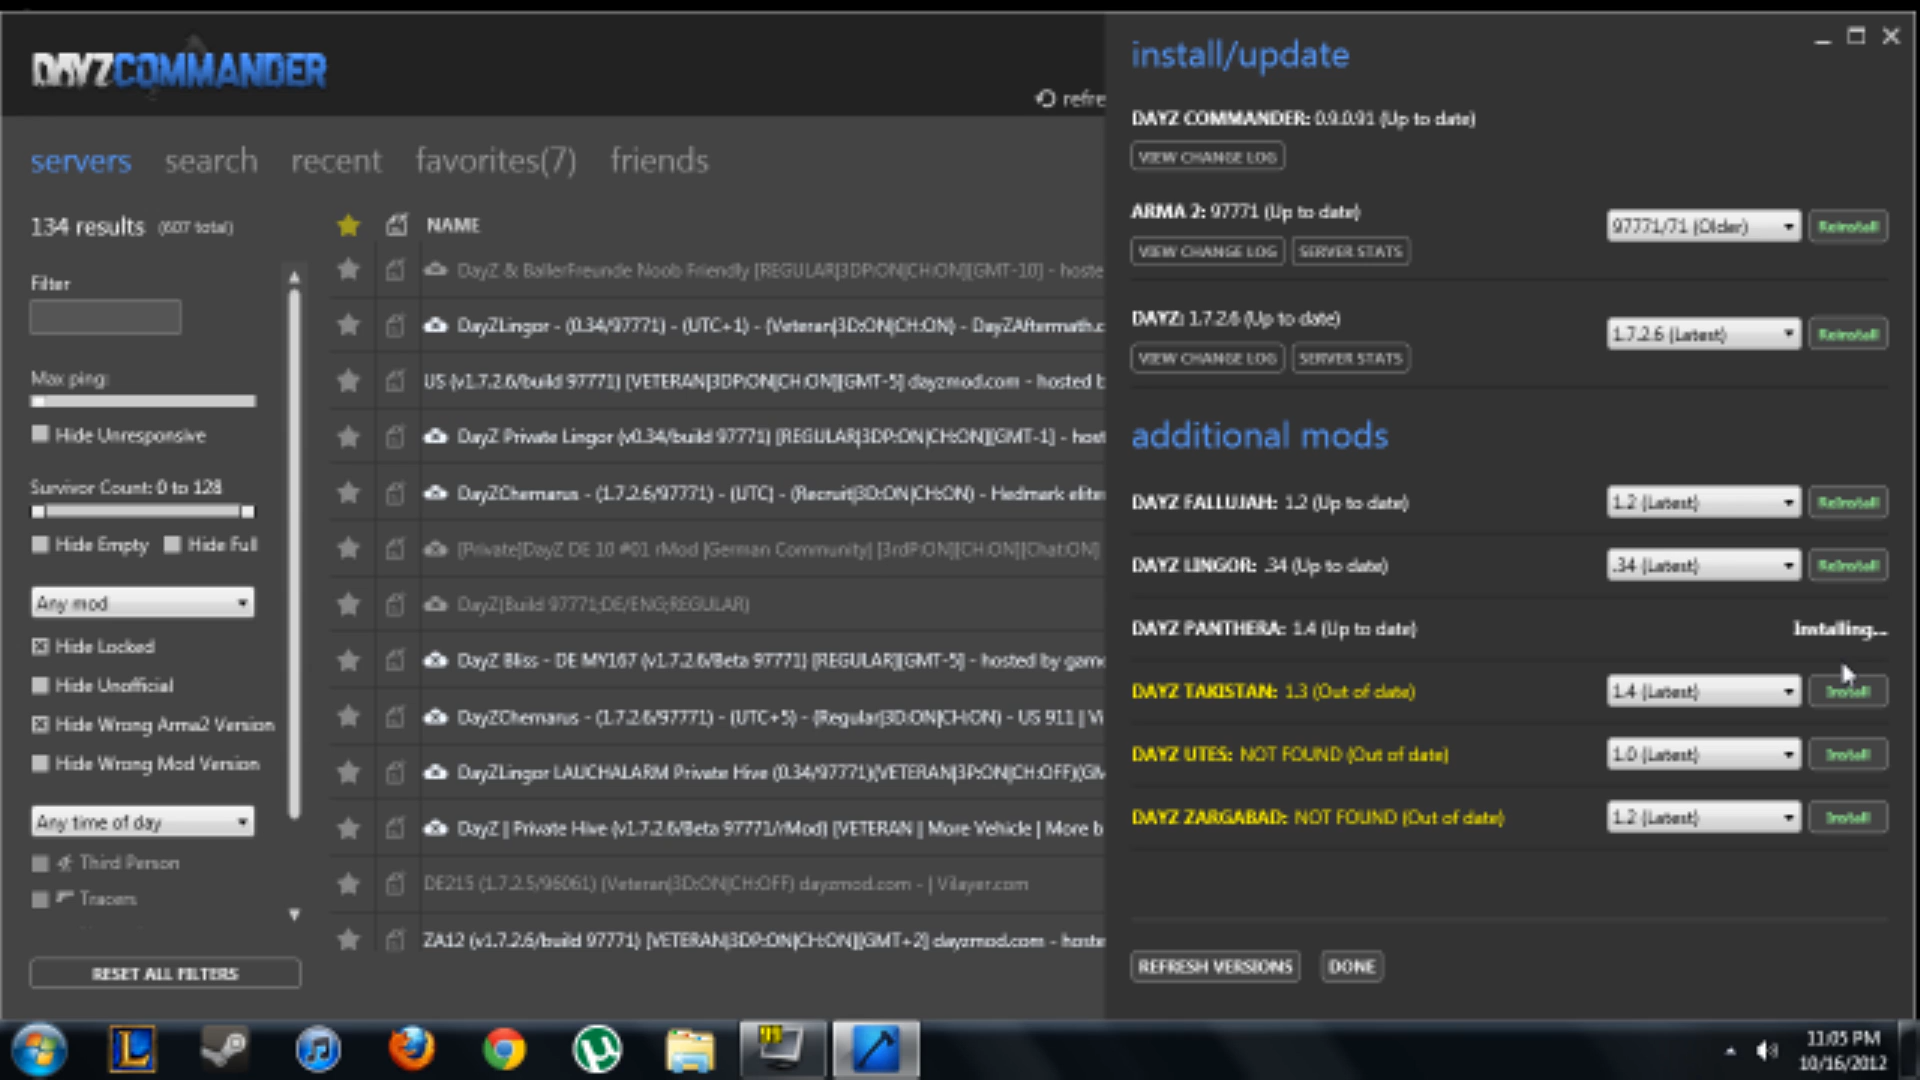 DAYZCOMMANDER
refre
servers search recent favorites(7) friends
134 results (607 total)
NAME
Filter
Max ping:
Hide Unresponsive
Survivor Count: 0 to 128
Hide Empty Hide Full
Any mod
Hide Locked
Hide Unofficial
Hide Wrong Arma2 Version
Hide Wrong Mod Version
Any time of day
Third Person
Tracers
RESET ALL FILTERS
DayZ & BallerFreunde Noob Friendly [REGULAR|3DP:ON|CH:ON][GMT-10] - hoste
DayZLingor - (0.34/97771) - (UTC+1) - (Veteran|3D:ON|CH:ON) - DayZAftermath.c
US (v1.7.2.6/build 97771) [VETERAN|3DP:ON|CH:ON][GMT-5] dayzmod.com - hosted b
DayZ Private Lingor (v0.34/build 97771) [REGULAR|3DP:ON|CH:ON][GMT-1] - host
DayZChernarus - (1.7.2.6/97771) - (UTC) - (Recruit|3D:ON|CH:ON) - Hedmark elite
[Private]DayZ DE 10 #01 rMod |German Community| [3rdP:ON][CH:ON][Chat:ON]
DayZ(Build 97771;DE/ENG;REGULAR)
DayZ Bliss - DE MY167 (v1.7.2.6/Beta 97771) [REGULAR][GMT-5] - hosted by game
DayZChernarus - (1.7.2.6/97771) - (UTC+5) - (Regular|3D:ON|CH:ON) - US 911 | Vi
DayZLingor LAUCHALARM Private Hive (0.34/97771)(VETERAN|3P:ON|CH:OFF)(GM
DayZ | Private Hive (v1.7.2.6/Beta 97771/rMod) [VETERAN | More Vehicle | More b
DE215 (1.7.2.5/96061) (Veteran|3D:ON|CH:OFF) dayzmod.com - | Vilayer.com
ZA12 (v1.7.2.6/build 97771) [VETERAN|3DP:ON|CH:ON][GMT+2] dayzmod.com - hoste
install/update
DAYZ COMMANDER: 0.9.0.91 (Up to date)
VIEW CHANGE LOG
ARMA 2: 97771 (Up to date)
97771/71 (Older) Reinstall
VIEW CHANGE LOG SERVER STATS
DAYZ: 1.7.2.6 (Up to date)
1.7.2.6 (Latest) Reinstall
VIEW CHANGE LOG SERVER STATS
additional mods
DAYZ FALLUJAH: 1.2 (Up to date) 1.2 (Latest) Reinstall
DAYZ LINGOR: .34 (Up to date) .34 (Latest) Reinstall
DAYZ PANTHERA: 1.4 (Up to date) Installing...
DAYZ TAKISTAN: 1.3 (Out of date) 1.4 (Latest) Install
DAYZ UTES: NOT FOUND (Out of date) 1.0 (Latest) Install
DAYZ ZARGABAD: NOT FOUND (Out of date) 1.2 (Latest) Install
REFRESH VERSIONS DONE
11:05 PM
10/16/2012